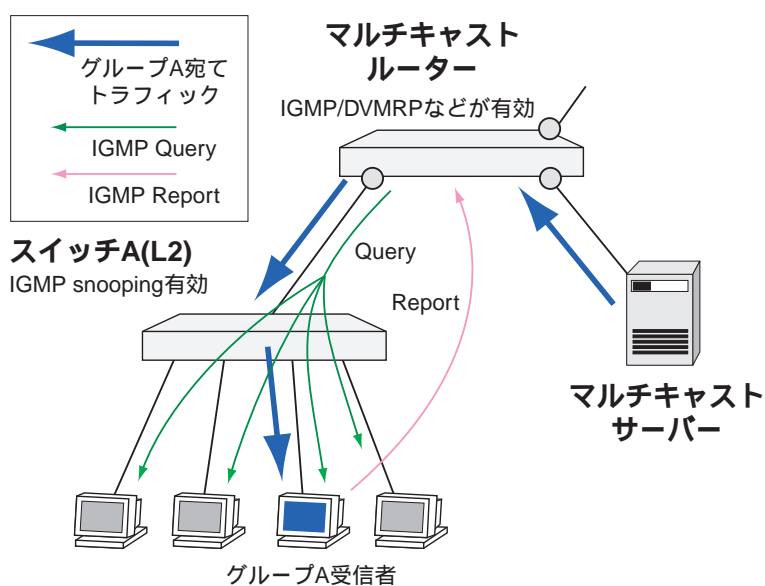 グループA宛て
トラフィック
IGMP Query
IGMP Report
マルチキャスト
ルーター
IGMP/DVMRPなどが有効
スイッチA(L2)
IGMP snooping有効
Query
Report
マルチキャスト
サーバー
グループA受信者